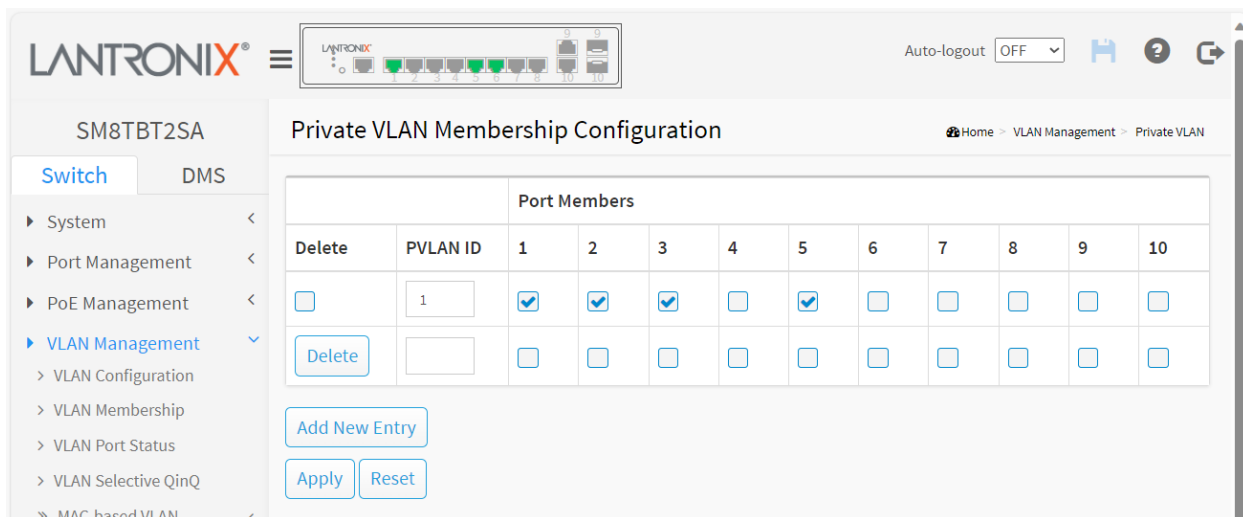 LANTRONIX®
LANTRONIX
9 9
1 2 3 4 5 6 7 8 10 10
Auto-logout OFF
SM8TBT2SA
Switch DMS
System
Port Management
PoE Management
VLAN Management
VLAN Configuration
VLAN Membership
VLAN Port Status
VLAN Selective QinQ
MAC-based VLAN
Private VLAN Membership Configuration
Home > VLAN Management > Private VLAN
Port Members
Delete PVLAN ID 1 2 3 4 5 6 7 8 9 10
1
Delete
Add New Entry
Apply Reset